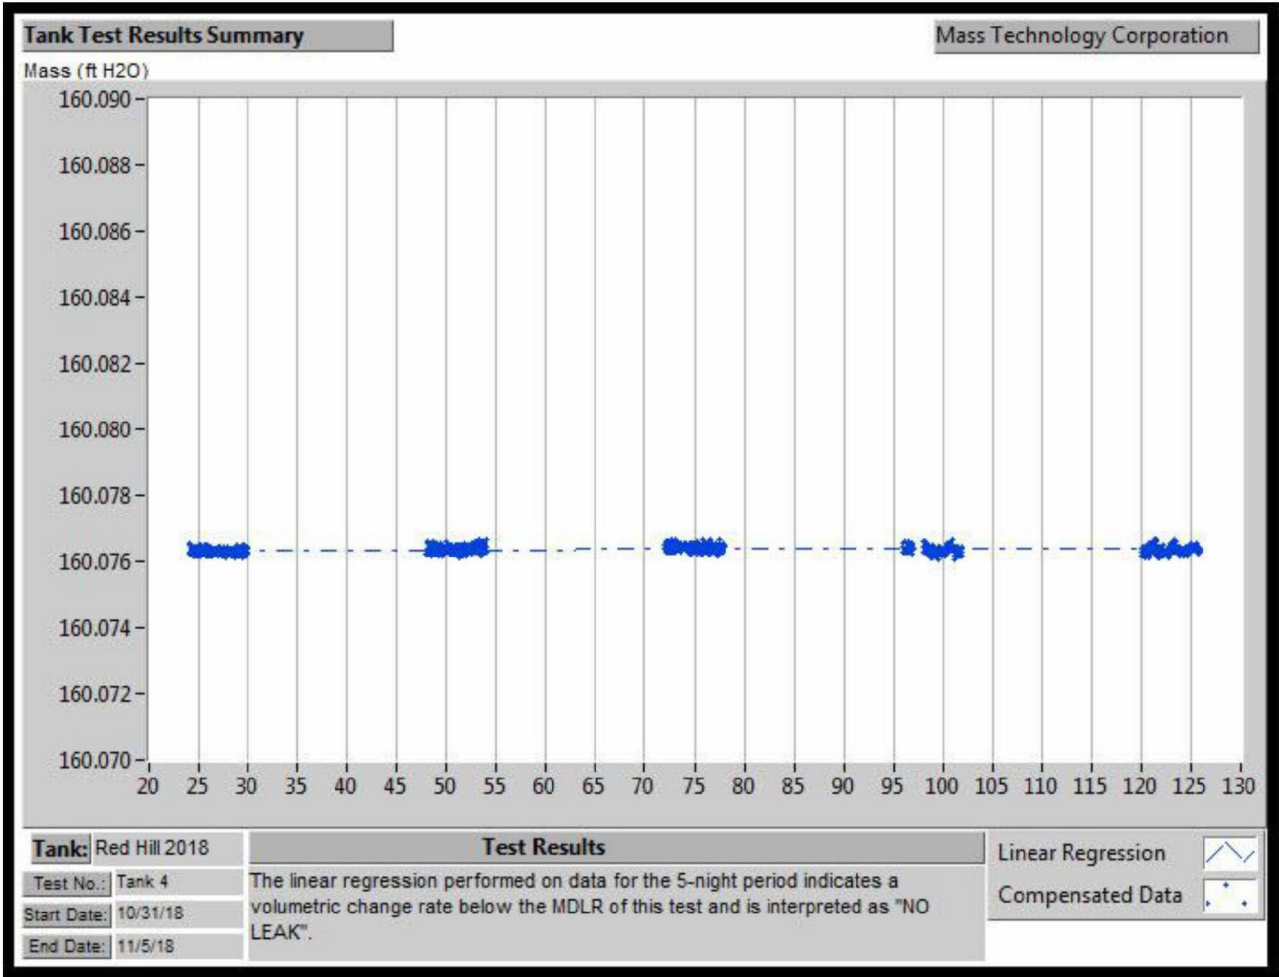 Tank Test Results Summary
Mass Technology Corporation
Mass (ft H2O)
160.090
160.088
160.086
160.084
160.082
160.080
160.078
160.076
160.074
160.072
160.070
20 25 30 35 40 45 50 55 60 65 70 75 80 85 90 95 100 105 110 115 120 125 130
Tank: Red Hill 2018
Test No.: Tank 4
Start Date: 10/31/18
End Date: 11/5/18
Test Results
The linear regression performed on data for the 5-night period indicates a
volumetric change rate below the MDLR of this test and is interpreted as "NO
LEAK".
Linear Regression
Compensated Data